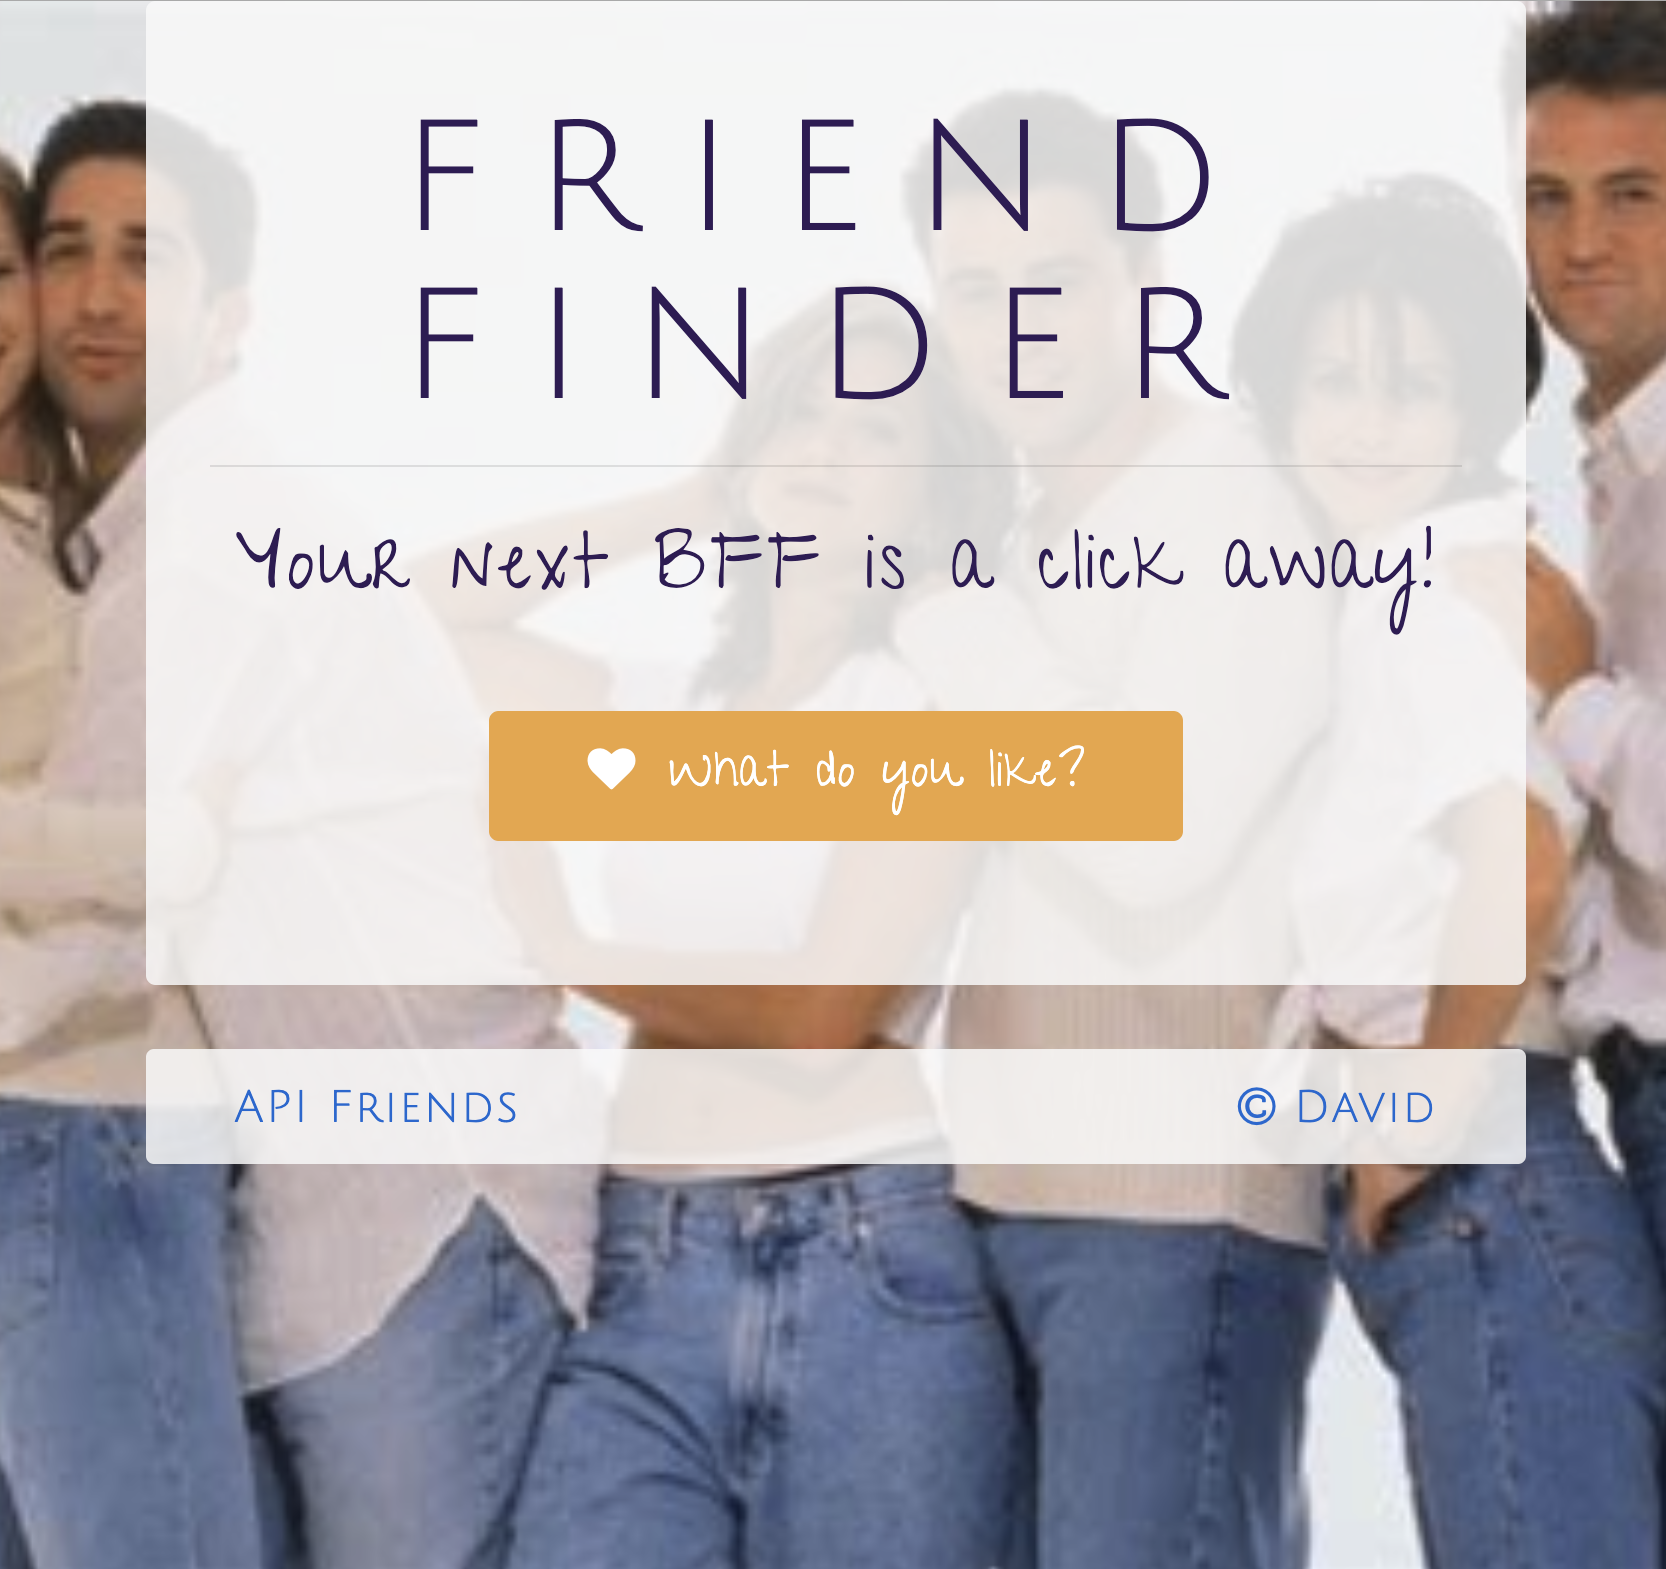 FRIEND
FINDER
Your next BFF is a click away!
what do you like?
API Friends
© David